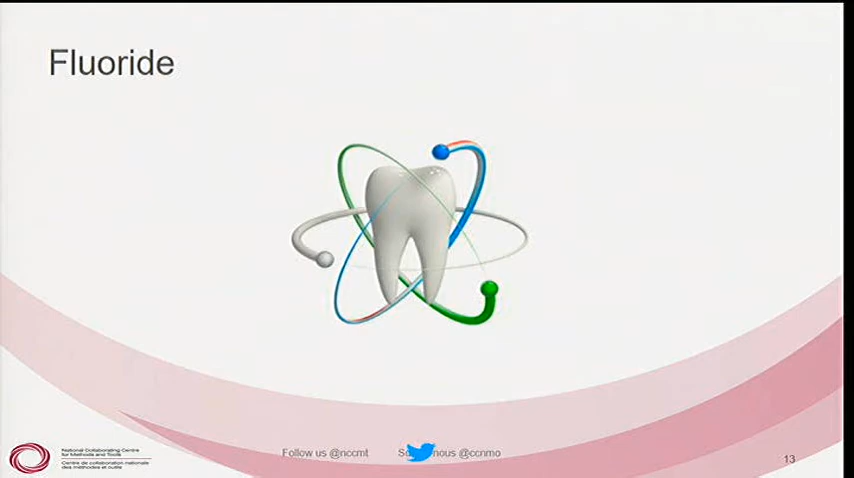 Fluoride
National Collaborating Centre
for Methods and Tools
Centre de collaboration nationale
des méthodes et outils
Follow us @nccmt
nous @ccnmo
13